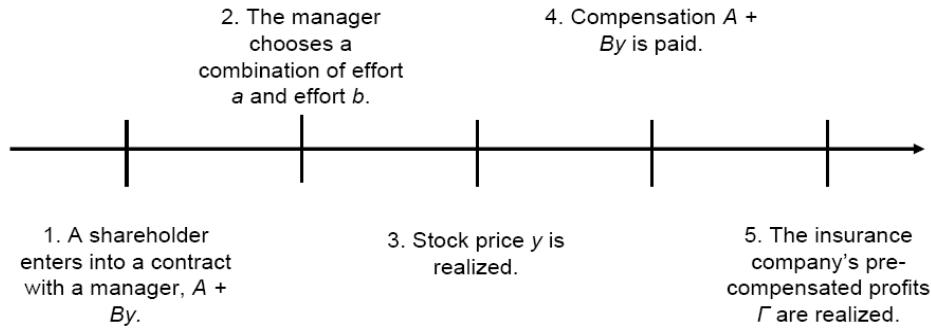 2. The manager
chooses a
combination of effort
a and effort b.
4. Compensation A +
By is paid.
1. A shareholder
enters into a contract
with a manager, A +
By.
3. Stock price y is
realized.
5. The insurance
company's pre-
compensated profits
Γ are realized.